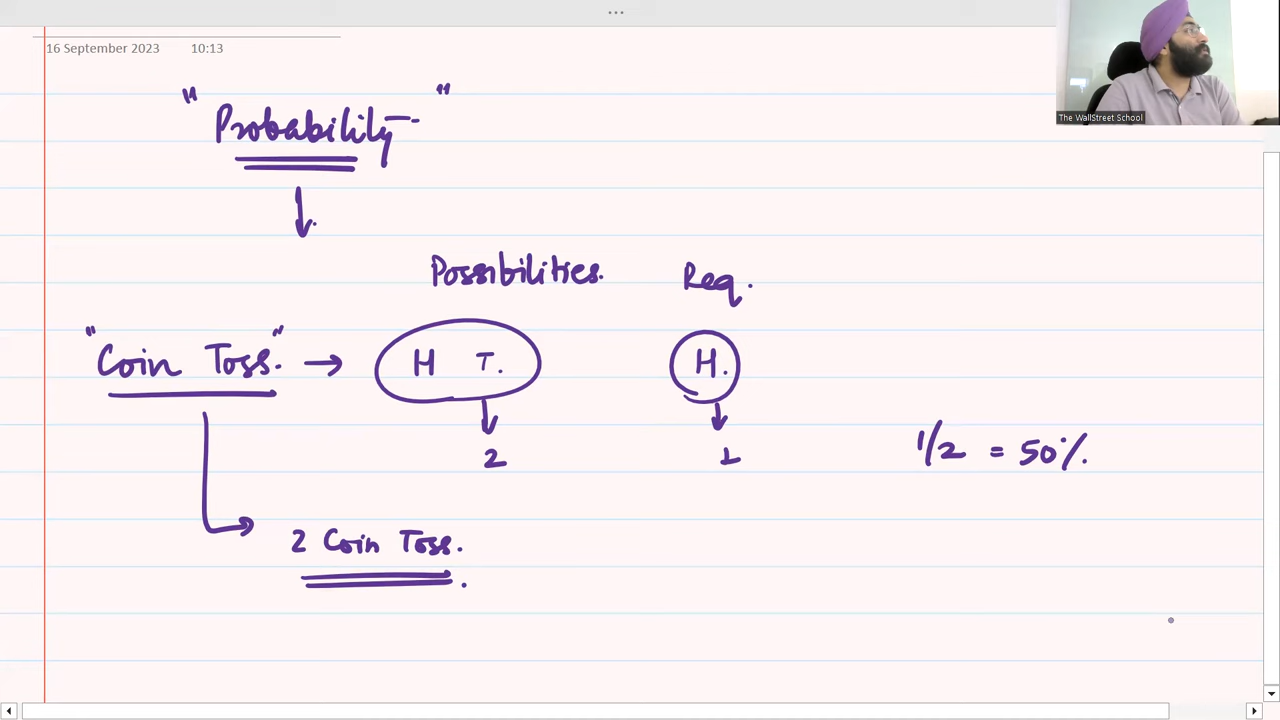 16 September 2023 10:13
The WallStreet School
"Probability"
Possibilities. Req.
"Coin Toss." → H T. H.
2 1
1/2 = 50%.
2 Coin Toss.